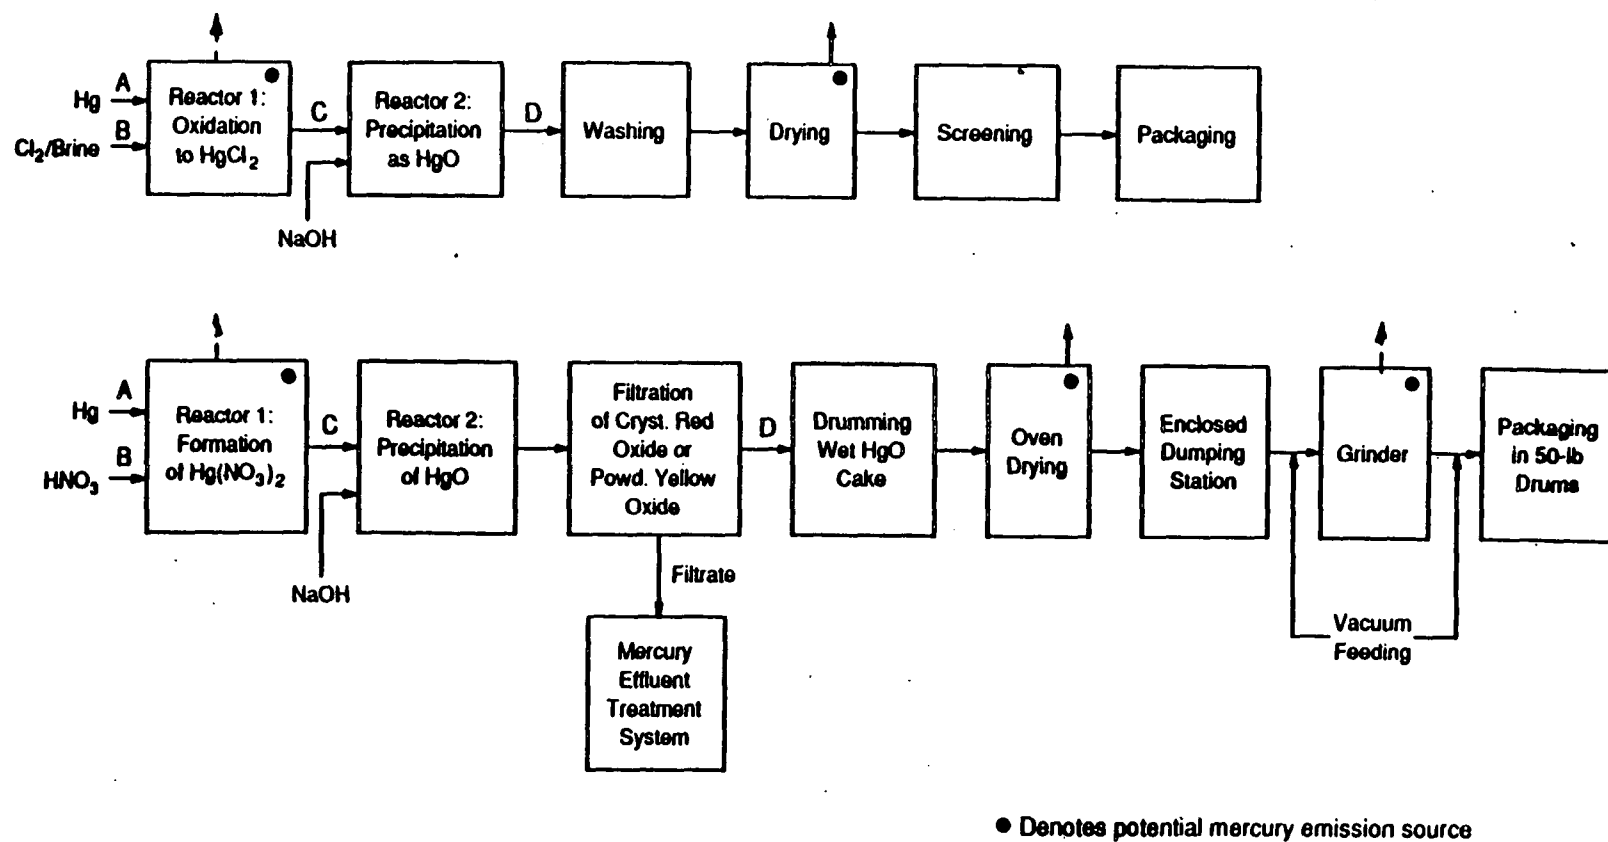 A
Hg
B
Cl2/Brine
Reactor 1:
Oxidation
to HgCl2
C
NaOH
Reactor 2:
Precipitation
as HgO
D
Washing
Drying
Screening
Packaging
A
Hg
B
HNO3
Reactor 1:
Formation
of Hg(NO3)2
C
NaOH
Reactor 2:
Precipitation
of HgO
Filtration
of Cryst. Red
Oxide or
Powd. Yellow
Oxide
Filtrate
Mercury
Effluent
Treatment
System
D
Drumming
Wet HgO
Cake
Oven
Drying
Enclosed
Dumping
Station
Grinder
Vacuum
Feeding
Packaging
in 50-lb
Drums
● Denotes potential mercury emission source